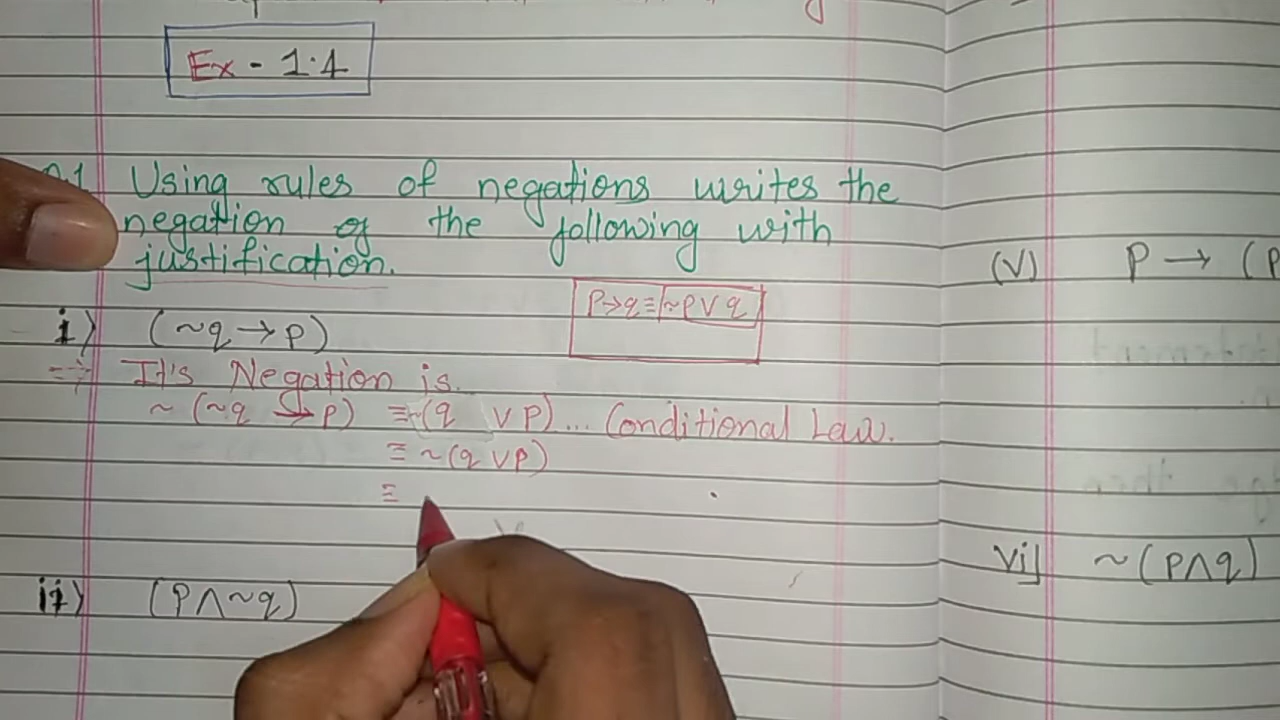 Ex - 1.4
Q.1 Using rules of negations writes the
negation of the following with
justification.
P→q≡~p∨q
i) (~q→p)
⇒ It's Negation is.
~(~q→p) ≡~(q ∨p)... Conditional Law.
≡ ~(q∨p)
≡
ii) (p∧~q)
(V) P→(P
Vi) ~(p∧q)